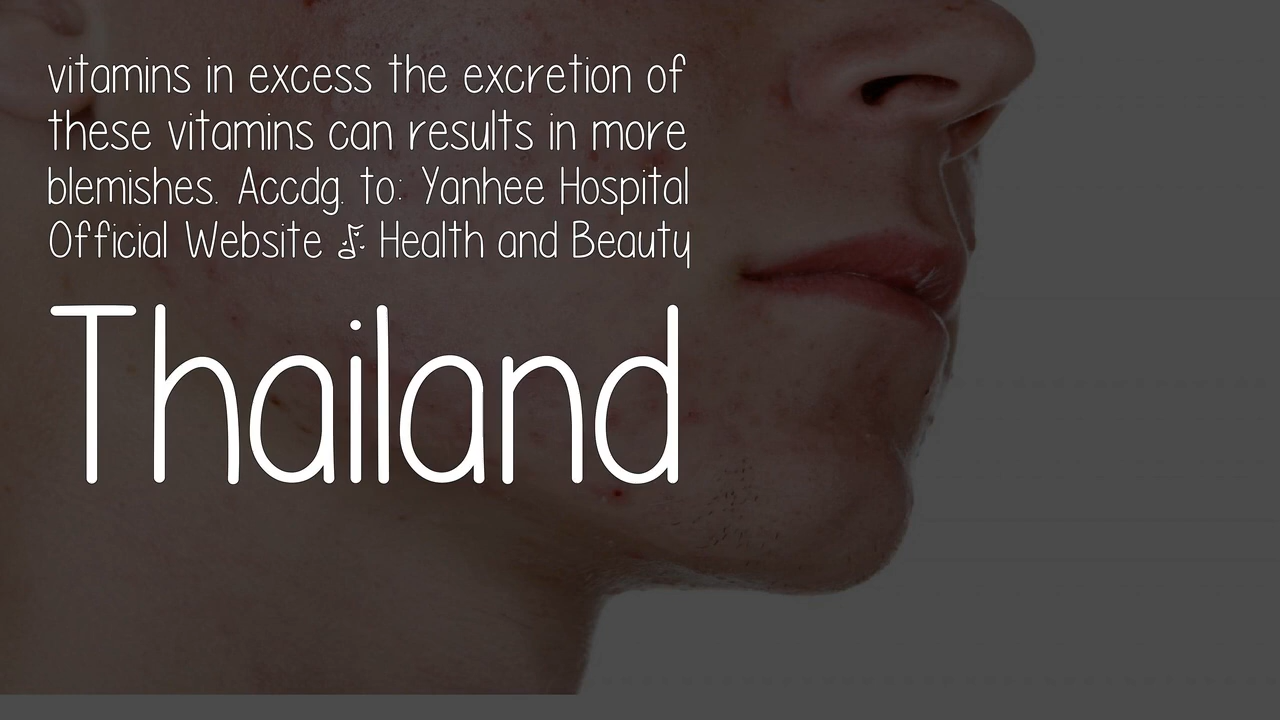 vitamins in excess the excretion of
these vitamins can results in more
blemishes. Accdg. to: Yanhee Hospital
Official Website Health and Beauty
Thailand